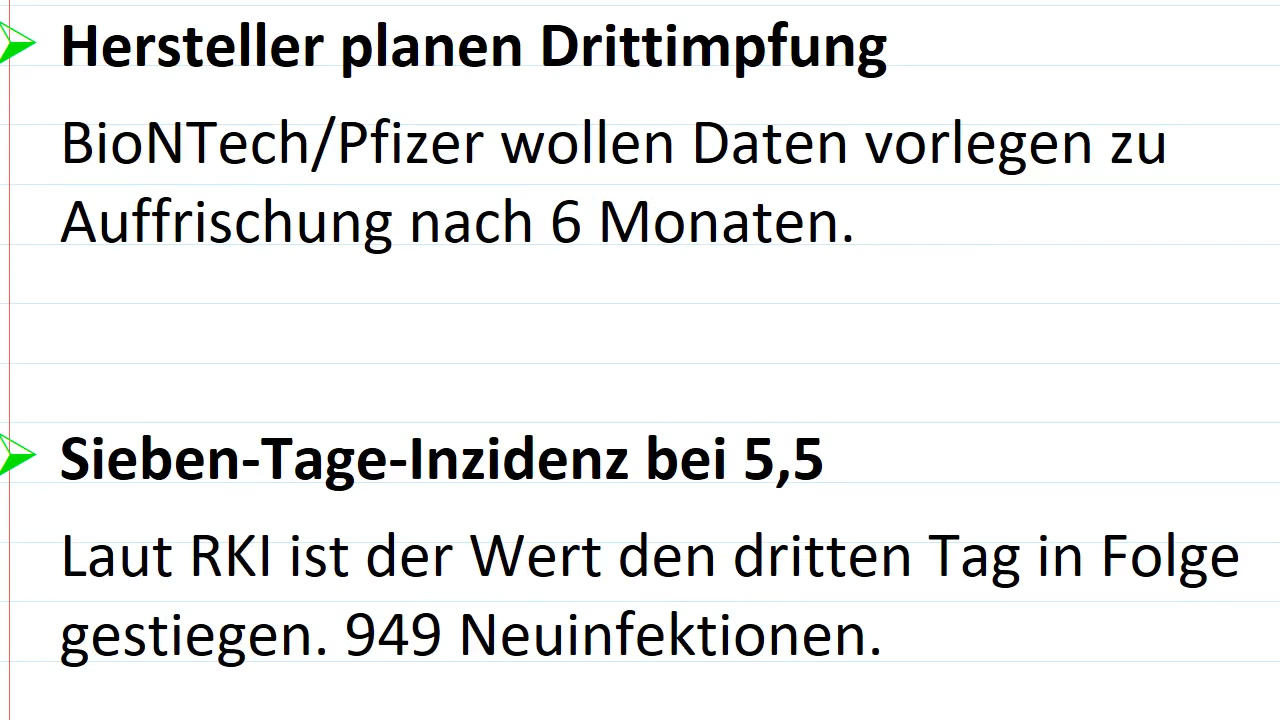 Hersteller planen Drittimpfung
BioNTech/Pfizer wollen Daten vorlegen zu
Auffrischung nach 6 Monaten.
Sieben-Tage-Inzidenz bei 5,5
Laut RKI ist der Wert den dritten Tag in Folge
gestiegen. 949 Neuinfektionen.